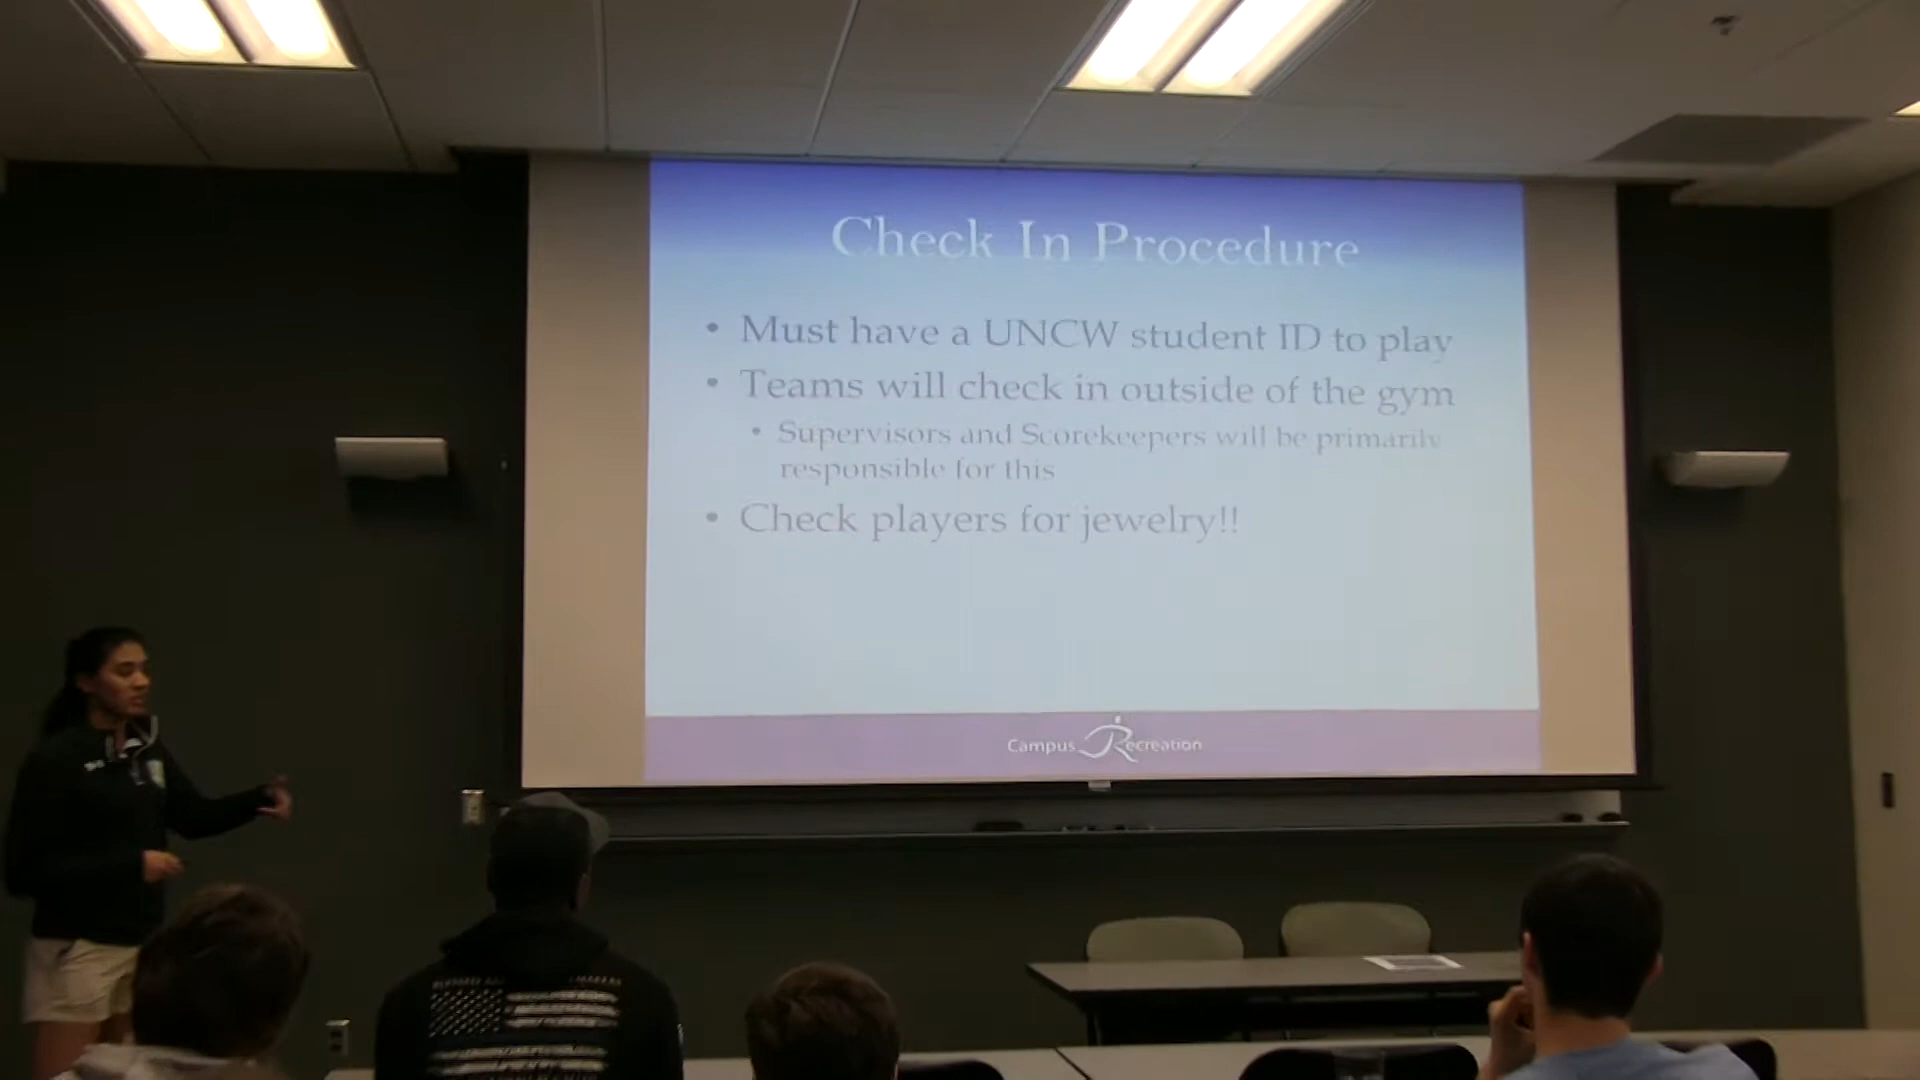 Check In Procedure
• Must have a UNCW student ID to play
• Teams will check in outside of the gym
• Supervisors and Scorekeepers will be primarily
responsible for this
• Check players for jewelry!!
Campus Recreation